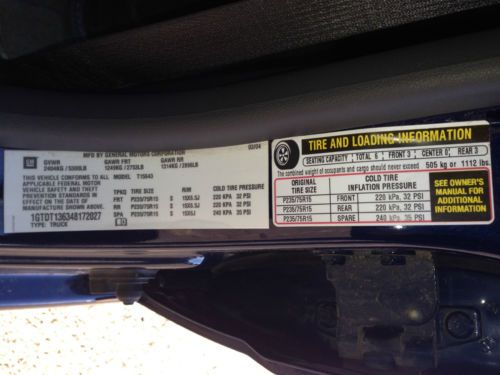 MFD BY GENERAL MOTORS CORPORATION
03/04
GM
GVWR GAWR FRT GAWR RR
2404KG / 5300LB 1249KG / 2753LB 1314KG / 2896LB
THIS VEHICLE CONFORMS TO ALL
APPLICABLE FEDERAL MOTOR
VEHICLE SAFETY AND THEFT
PREVENTION STANDARDS IN
EFFECT ON THE DATE OF
MANUFACTURE SHOWN ABOVE.
1GTDT136348172027
TYPE: TRUCK
MODEL:
TPKQ TIRE SIZE RIM COLD TIRE PRESSURE
FRT P235/75R15 S 15X6.5J 220 KPA / 32 PSI
RR P235/75R15 S 15X6.5J 220 KPA / 32 PSI
SPA P235/75R15 S 240 KPA / 35 PSI
TIRE AND LOADING INFORMATION
SEATING CAPACITY TOTAL 6 FRONT 3 CENTER 0 REAR 3
The combined weight of occupants and cargo should never exceed 505 kg or 1112 lbs.
ORIGINAL TIRE SIZE
COLD TIRE INFLATION PRESSURE
P235/75R15 FRONT 220 kPA, 32 PSI
P235/75R15 REAR 220 kPA, 32 PSI
P235/75R15 SPARE 240 kPA, 35 PSI
SEE OWNER'S
MANUAL FOR
ADDITIONAL
INFORMATION